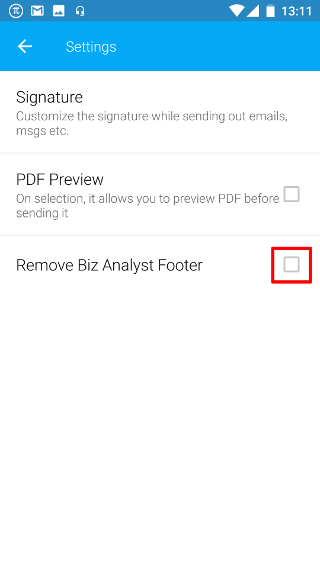 13:11
Settings
Signature
Customize the signature while sending out emails,
msgs etc.
PDF Preview
On selection, it allows you to preview PDF before
sending it
Remove Biz Analyst Footer